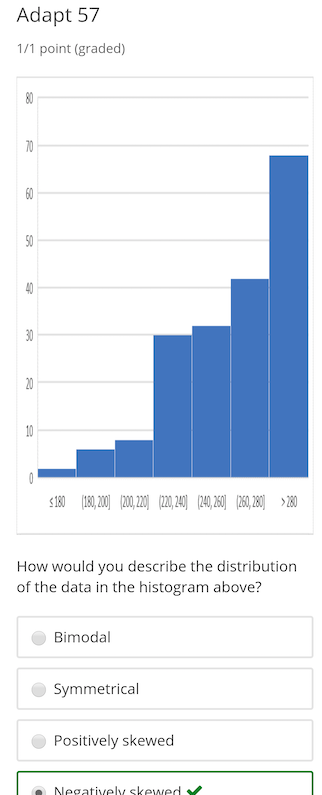 Adapt 57
1/1 point (graded)
80
70
60
50
40
30
20
10
0
≤180 (180, 200] (200, 220] (220, 240] (240, 260] (260, 280] >280
How would you describe the distribution
of the data in the histogram above?
Bimodal
Symmetrical
Positively skewed
Negatively skewed ✔